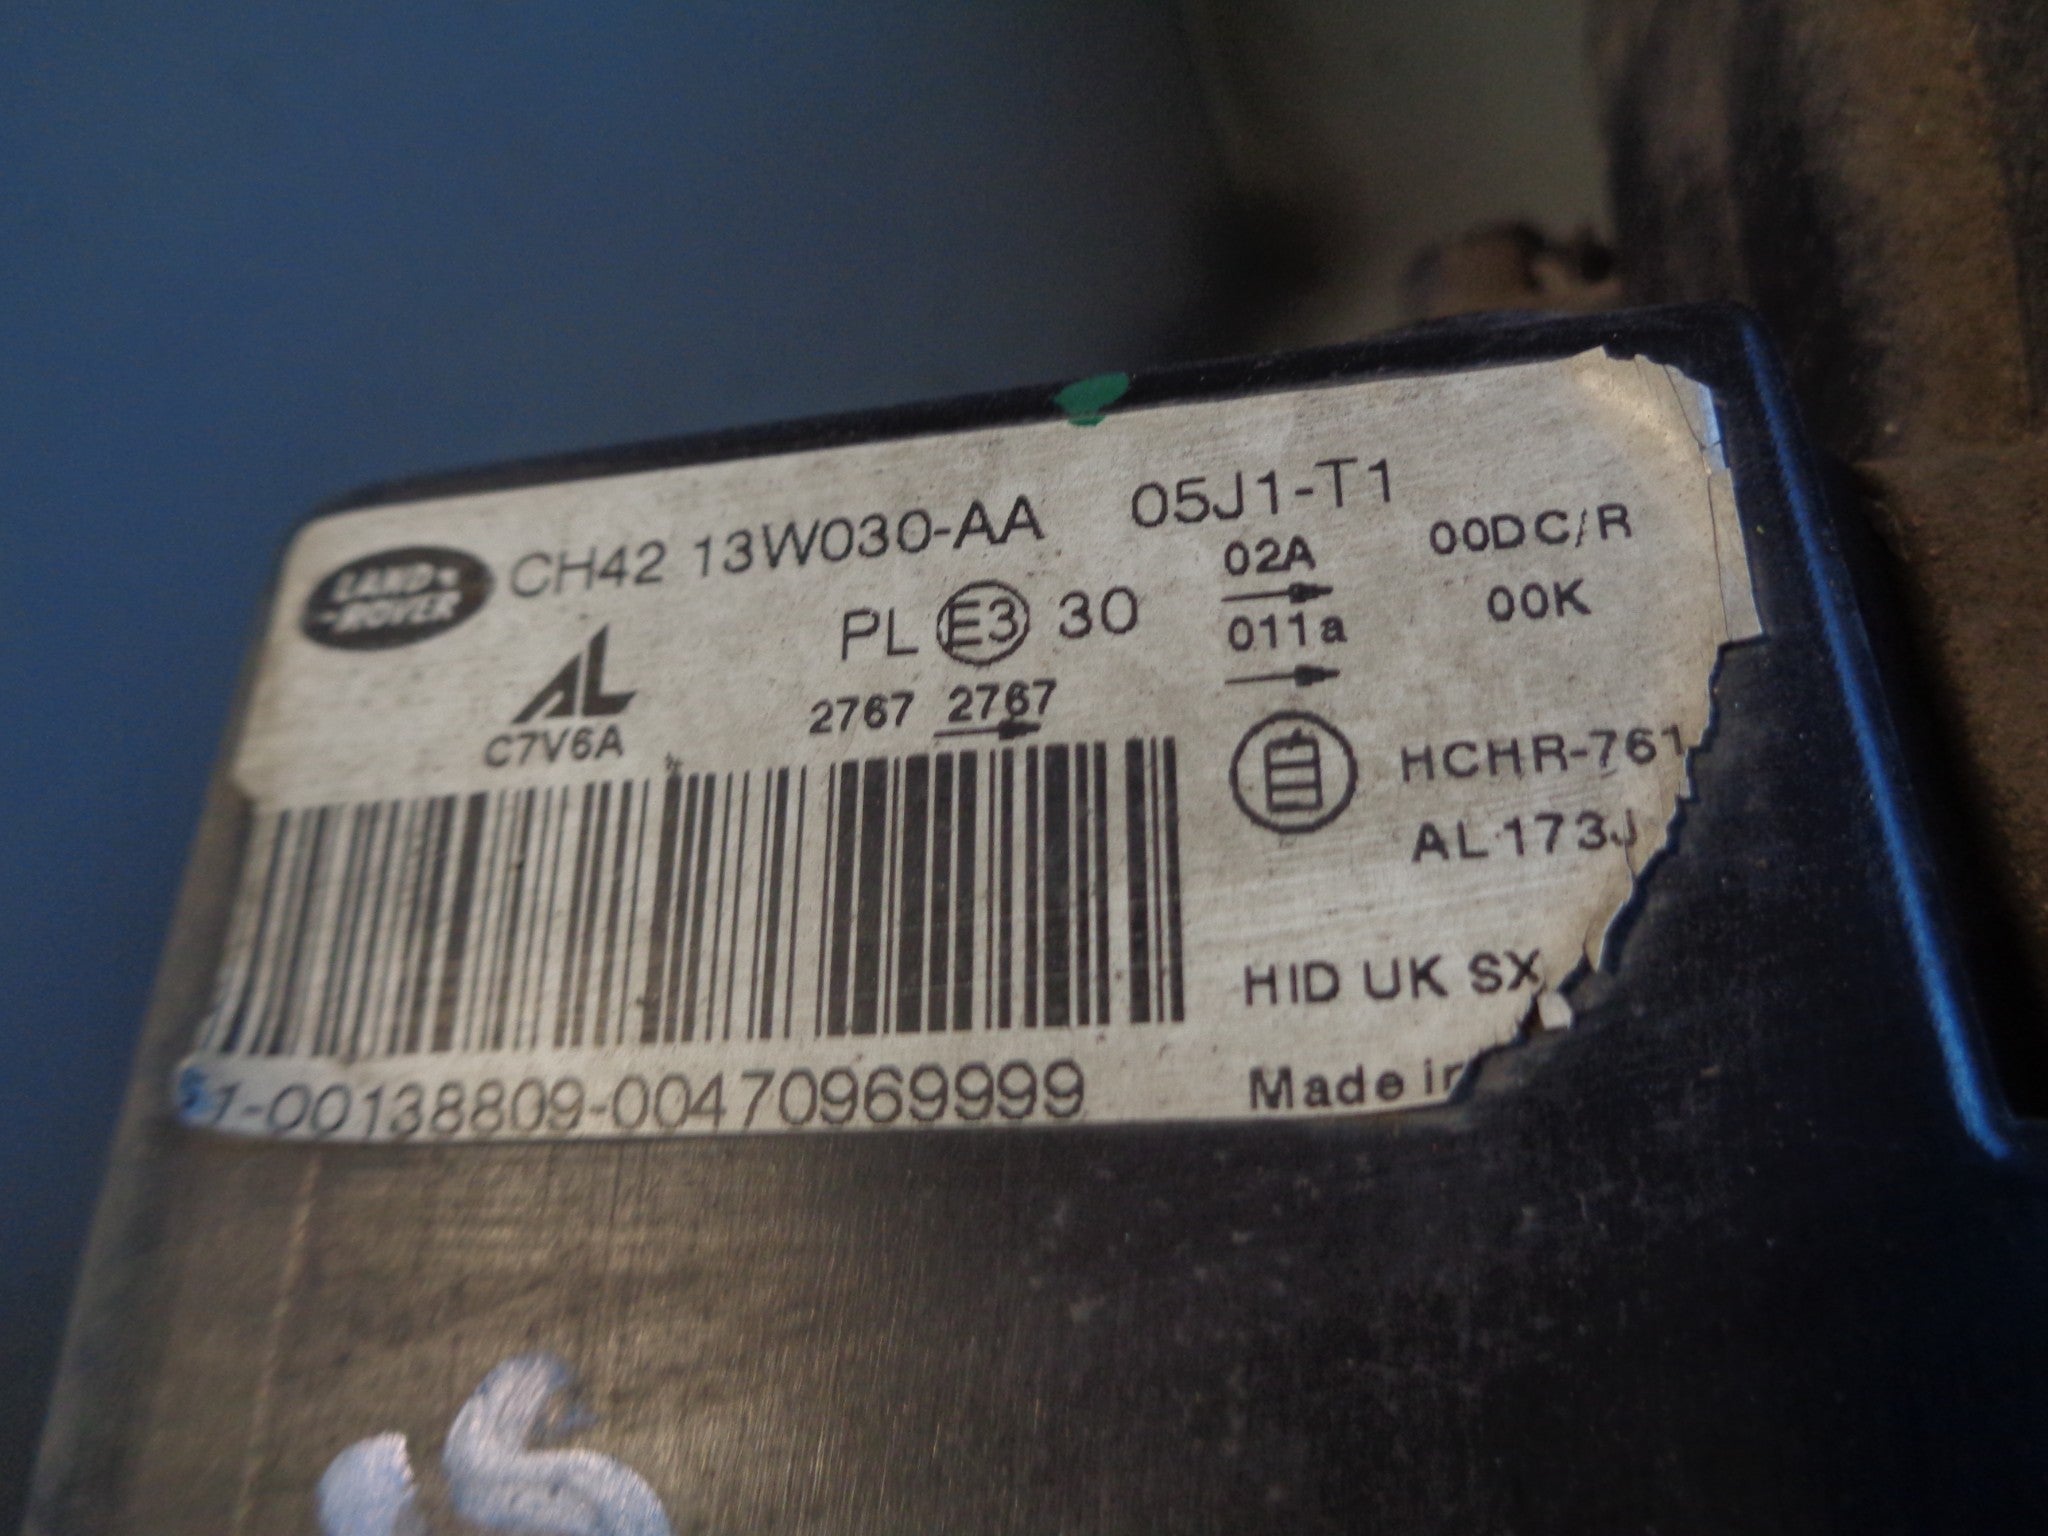 LAND ROVER CH42 13W030-AA 05J1-T1
AL PL E3 30 02A 00DC/R
011a 00K
C7V6A 2767 2767
HCHR-761
AL 173J
HID UK SX
1-00138809-00470969999 Made in